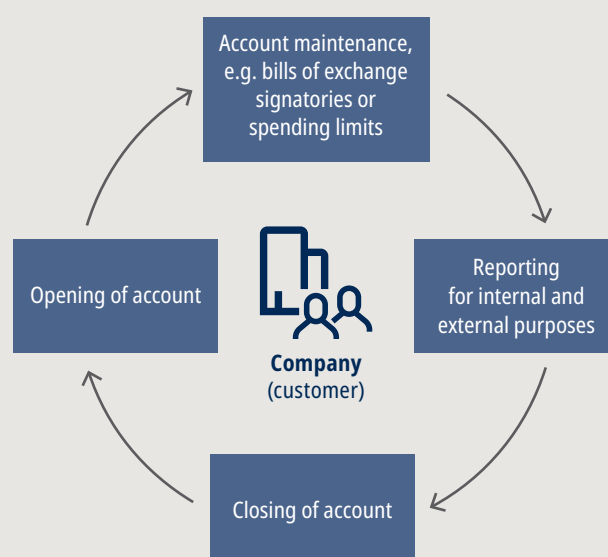 Account maintenance,
e.g. bills of exchange
signatories or
spending limits
Opening of account
Reporting
for internal and
external purposes
Company
(customer)
Closing of account